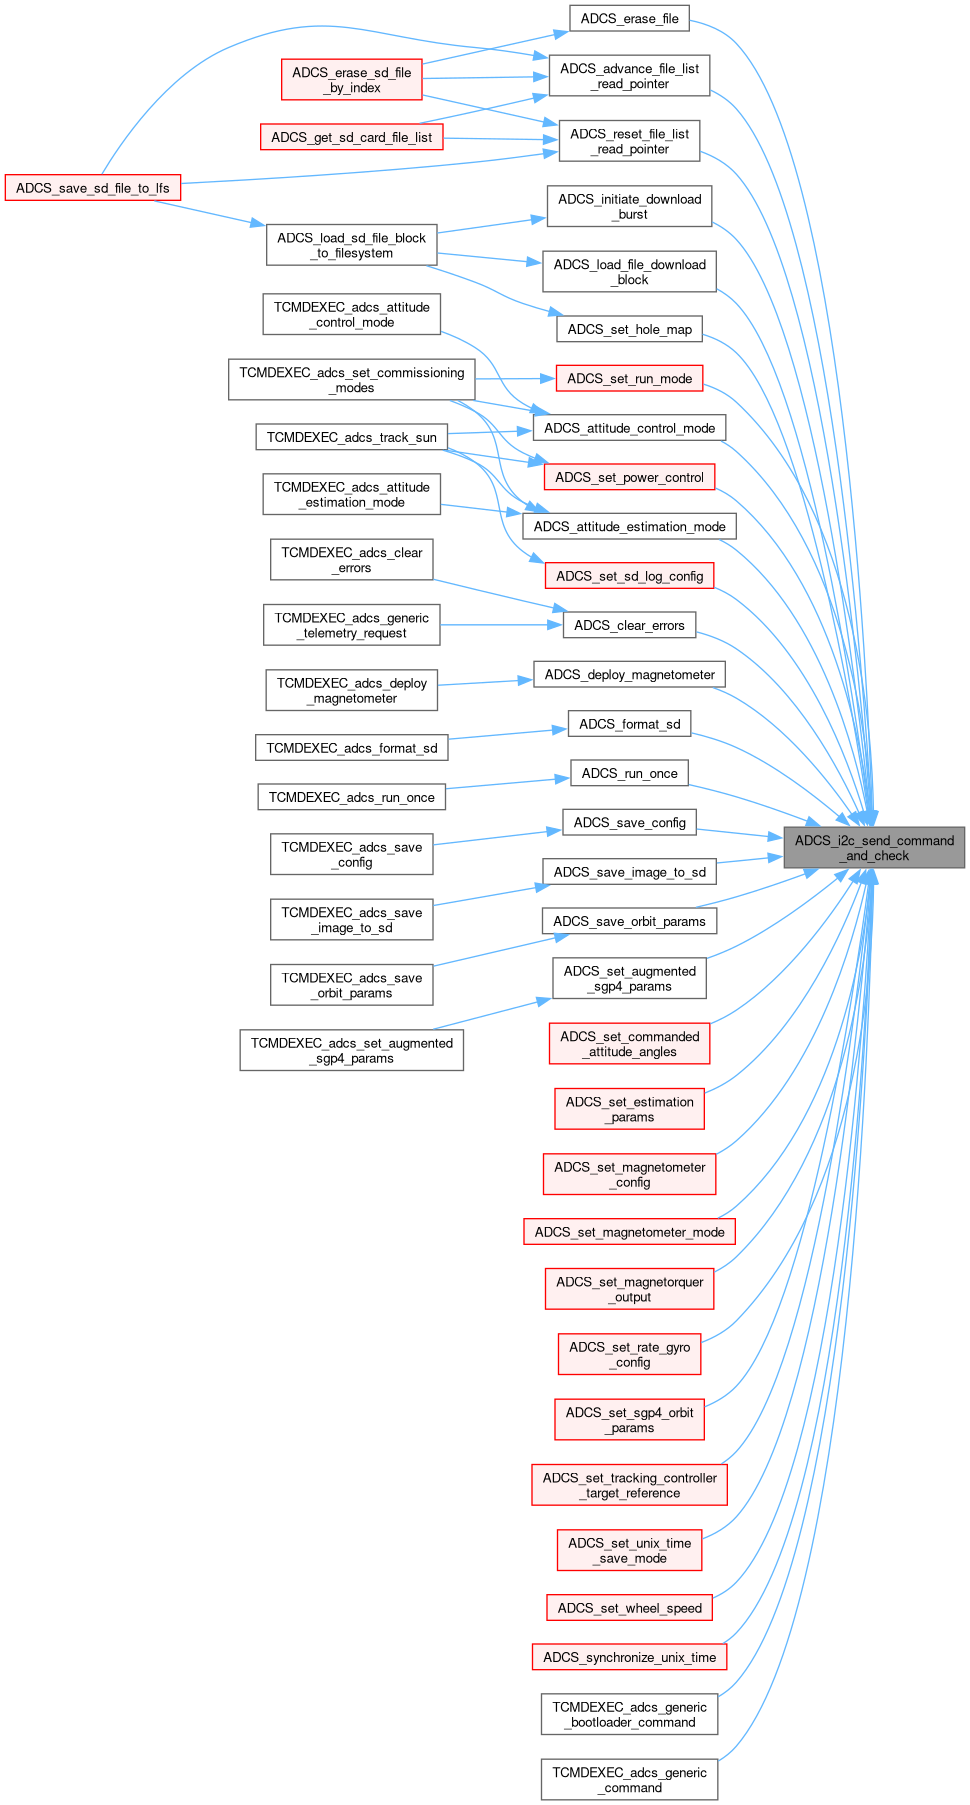 ADCS_erase_file
ADCS_advance_file_list
_read_pointer
ADCS_erase_sd_file
_by_index
ADCS_get_sd_card_file_list
ADCS_reset_file_list
_read_pointer
ADCS_save_sd_file_to_lfs
ADCS_initiate_download
_burst
ADCS_load_sd_file_block
_to_filesystem
ADCS_load_file_download
_block
TCMDEXEC_adcs_attitude
_control_mode
ADCS_set_hole_map
TCMDEXEC_adcs_set_commissioning
_modes
ADCS_set_run_mode
TCMDEXEC_adcs_track_sun
ADCS_attitude_control_mode
ADCS_set_power_control
TCMDEXEC_adcs_attitude
_estimation_mode
ADCS_attitude_estimation_mode
TCMDEXEC_adcs_clear
_errors
ADCS_set_sd_log_config
TCMDEXEC_adcs_generic
_telemetry_request
ADCS_clear_errors
TCMDEXEC_adcs_deploy
_magnetometer
ADCS_deploy_magnetometer
TCMDEXEC_adcs_format_sd
ADCS_format_sd
TCMDEXEC_adcs_run_once
ADCS_run_once
TCMDEXEC_adcs_save
_config
ADCS_save_config
ADCS_i2c_send_command
_and_check
ADCS_save_image_to_sd
TCMDEXEC_adcs_save
_image_to_sd
ADCS_save_orbit_params
TCMDEXEC_adcs_save
_orbit_params
ADCS_set_augmented
_sgp4_params
TCMDEXEC_adcs_set_augmented
_sgp4_params
ADCS_set_commanded
_attitude_angles
ADCS_set_estimation
_params
ADCS_set_magnetometer
_config
ADCS_set_magnetometer_mode
ADCS_set_magnetorquer
_output
ADCS_set_rate_gyro
_config
ADCS_set_sgp4_orbit
_params
ADCS_set_tracking_controller
_target_reference
ADCS_set_unix_time
_save_mode
ADCS_set_wheel_speed
ADCS_synchronize_unix_time
TCMDEXEC_adcs_generic
_bootloader_command
TCMDEXEC_adcs_generic
_command